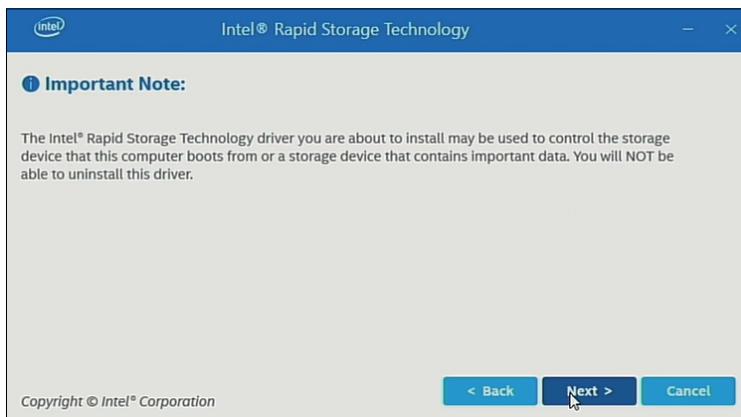 intel
Intel® Rapid Storage Technology
Important Note:
The Intel® Rapid Storage Technology driver you are about to install may be used to control the storage
device that this computer boots from or a storage device that contains important data. You will NOT be
able to uninstall this driver.
< Back Next > Cancel
Copyright © Intel® Corporation